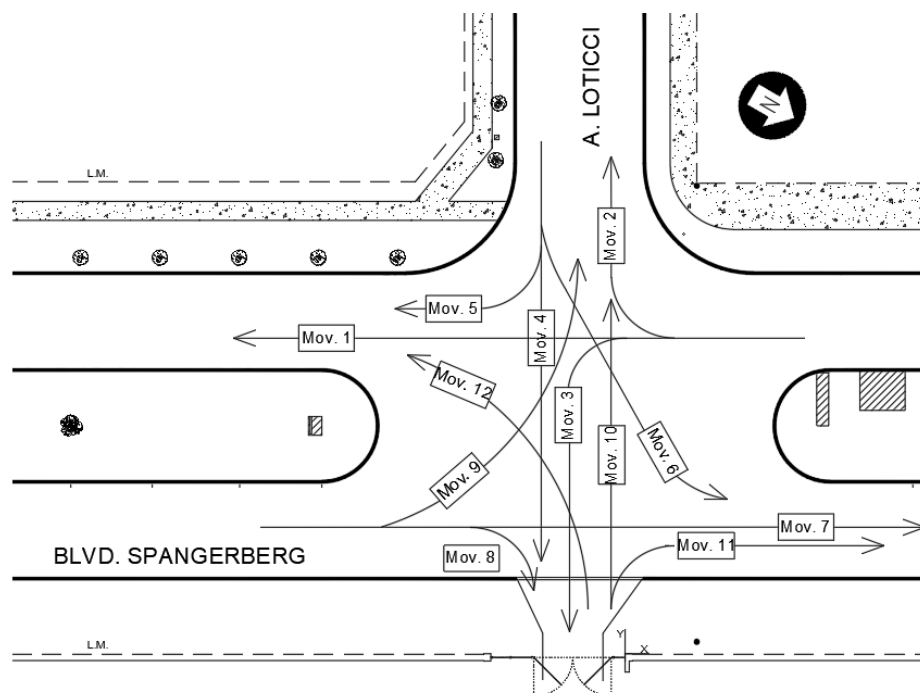 A. LOTICCI
N
L.M.
Mov. 2
Mov. 5
Mov. 1
Mov. 4
Mov. 12
Mov. 3
Mov. 10
Mov. 9
Mov. 6
Mov. 7
BLVD. SPANGERBERG
Mov. 8
Mov. 11
L.M.
Y
X